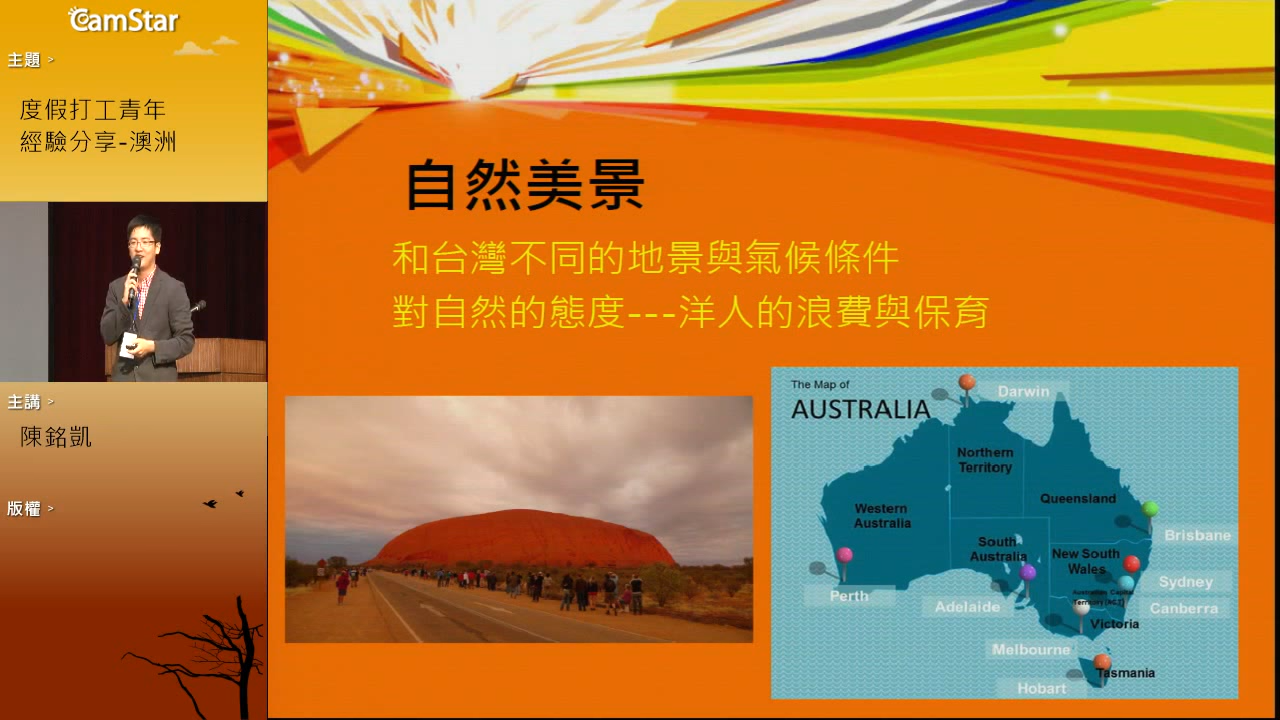 CamStar
主題 >
度假打工青年
經驗分享-澳洲
主講 >
陳銘凱
版權 >
自然美景
和台灣不同的地景與氣候條件
對自然的態度---洋人的浪費與保育
The Map of
AUSTRALIA
Darwin
Northern
Territory
Queensland
Western
Australia
South
Australia
Brisbane
New South
Wales
Sydney
Perth
Australian Capital
Territory(ACT)
Adelaide
Canberra
Victoria
Melbourne
Tasmania
Hobart